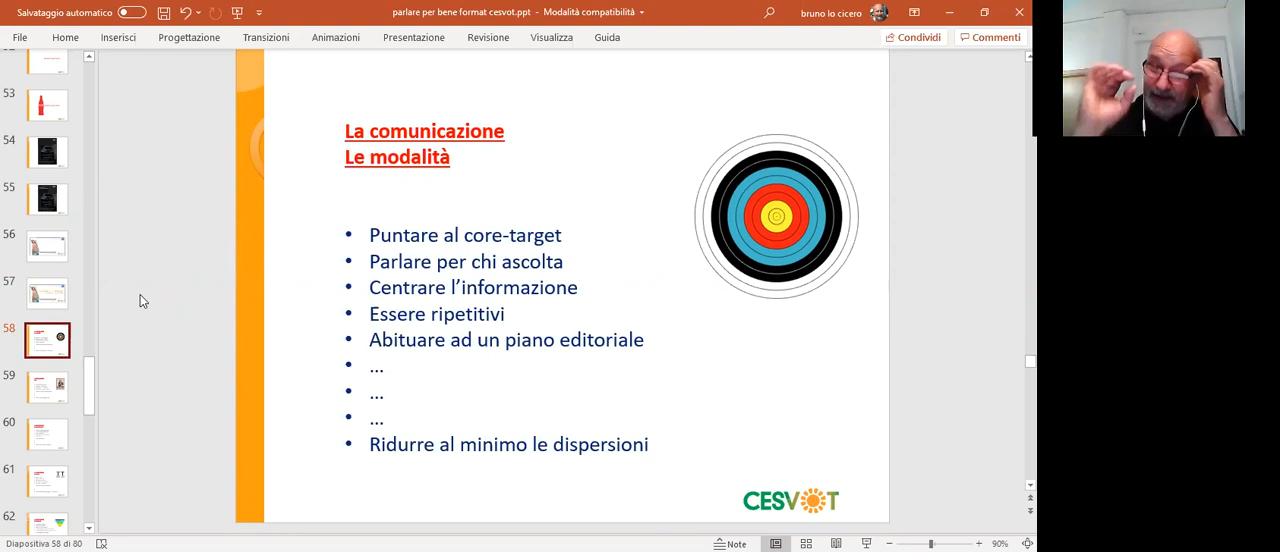 Salvataggio automatico
parlare per bene format cesvot.ppt - Modalità compatibilità
bruno lo cicero
File Home Inserisci Progettazione Transizioni Animazioni Presentazione Revisione Visualizza Guida
Condividi Commenti
53
54
55
56
57
58
59
60
61
62
La comunicazione
Le modalità
• Puntare al core-target
• Parlare per chi ascolta
• Centrare l’informazione
• Essere ripetitivi
• Abituare ad un piano editoriale
• ...
• ...
• ...
• Ridurre al minimo le dispersioni
CESVOT
Diapositiva 58 di 80
Note
90%